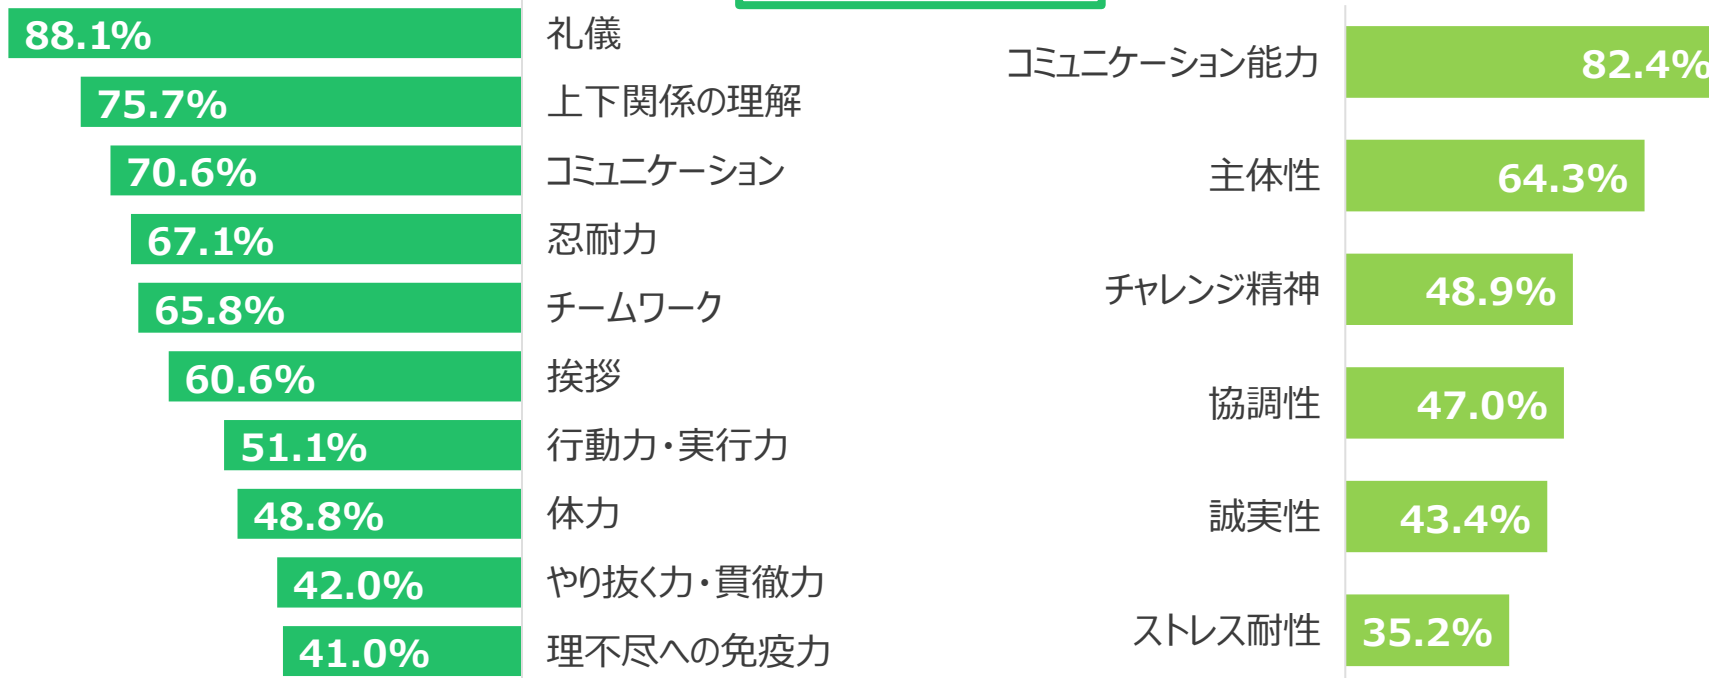 88.1% 礼儀
75.7% 上下関係の理解
70.6% コミュニケーション
67.1% 忍耐力
65.8% チームワーク
60.6% 挨拶
51.1% 行動力・実行力
48.8% 体力
42.0% やり抜く力・貫徹力
41.0% 理不尽への免疫力
コミュニケーション能力 82.4%
主体性 64.3%
チャレンジ精神 48.9%
協調性 47.0%
誠実性 43.4%
ストレス耐性 35.2%